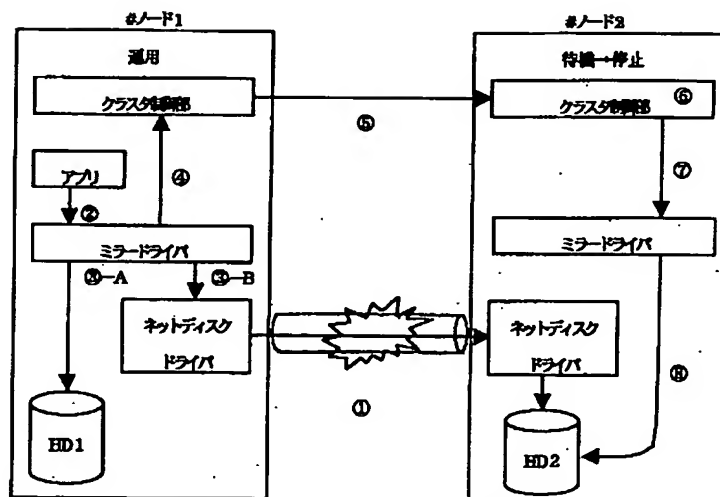 #ノード1
運用
クラスタ制御部
⑤
④
アプリ
②
ミラードライバ
③-A
③-B
ネットディスク
ドライバ
HD1
①
#ノード2
待機→停止
⑥
クラスタ制御部
⑦
ミラードライバ
ネットディスク
ドライバ
⑧
HD2